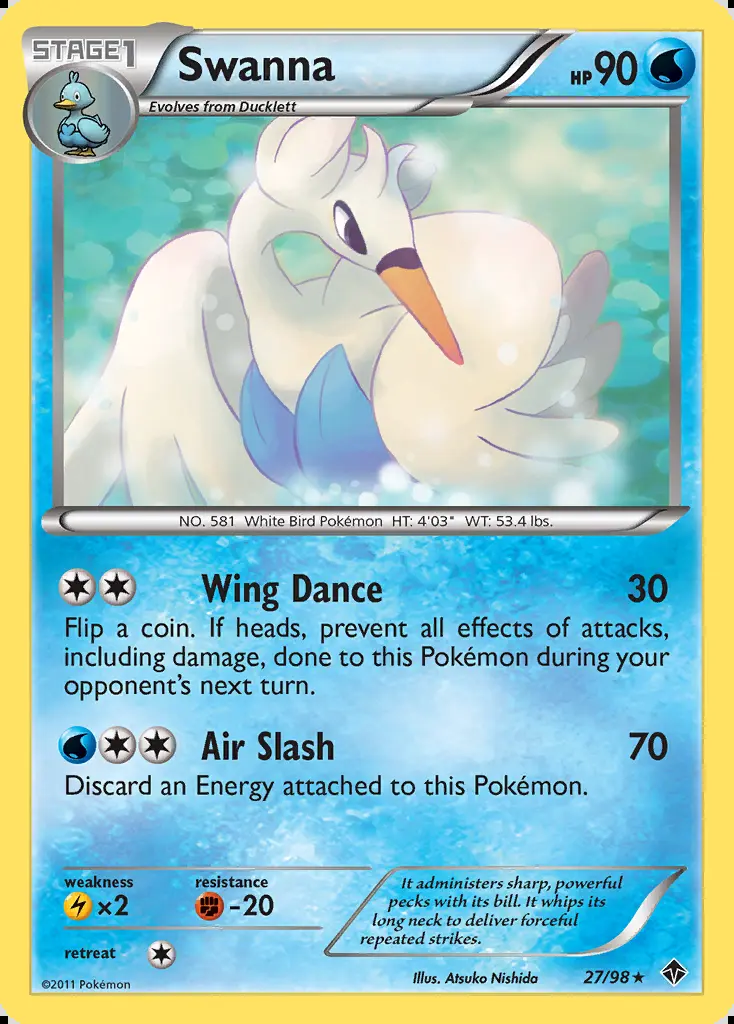 STAGE1
Swanna
HP 90
Evolves from Ducklett
NO. 581 White Bird Pokémon HT: 4'03" WT: 53.4 lbs.
Wing Dance 30
Flip a coin. If heads, prevent all effects of attacks,
including damage, done to this Pokémon during your
opponent's next turn.
Air Slash 70
Discard an Energy attached to this Pokémon.
weakness
×2
resistance
-20
retreat
It administers sharp, powerful
pecks with its bill. It whips its
long neck to deliver forceful
repeated strikes.
©2011 Pokémon
Illus. Atsuko Nishida
27/98 ★